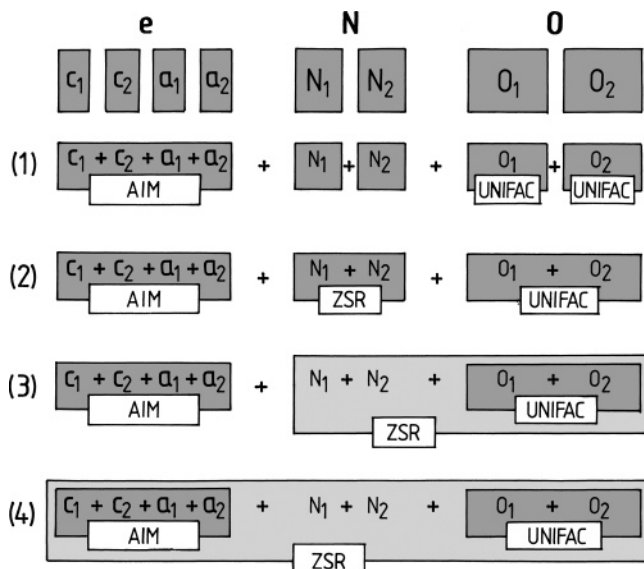 e N O
c₁ c₂ a₁ a₂ N₁ N₂ O₁ O₂
(1) c₁ + c₂ + a₁ + a₂ + N₁ + N₂ + O₁ + O₂
AIM UNIFAC UNIFAC
(2) c₁ + c₂ + a₁ + a₂ + N₁ + N₂ + O₁ + O₂
AIM ZSR UNIFAC
(3) c₁ + c₂ + a₁ + a₂ + N₁ + N₂ + O₁ + O₂
AIM UNIFAC
ZSR
(4) c₁ + c₂ + a₁ + a₂ + N₁ + N₂ + O₁ + O₂
AIM UNIFAC
ZSR